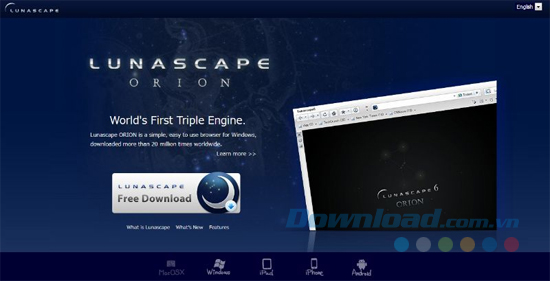 LUNASCAPE
English
LUNASCAPE
ORION
World's First Triple Engine.
Lunascape ORION is a simple, easy to use browser for Windows,
downloaded more than 20 million times worldwide.
Learn more >>
LUNASCAPE
Free Download
What is Lunascape What's New Features
LUNASCAPE 6
ORION
Download.com.vn
MacOSX Windows iPad iPhone Android